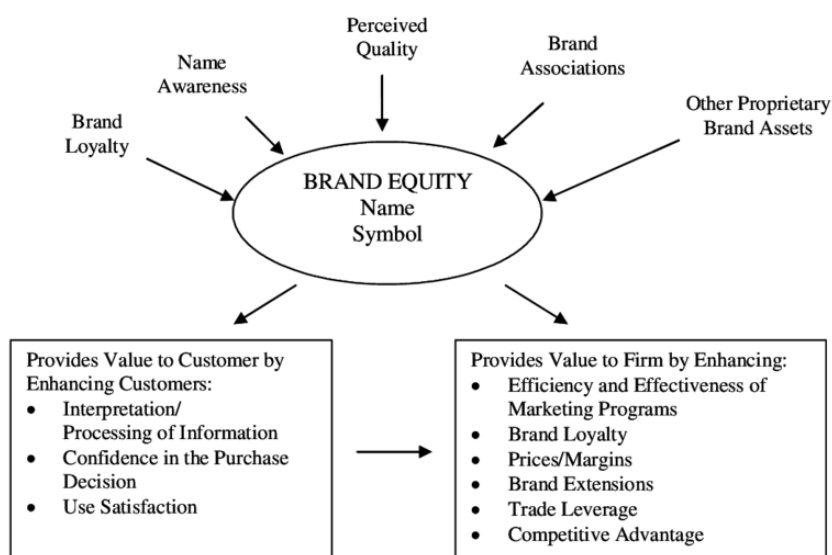 Perceived
Quality
Name
Awareness
Brand
Associations
Brand
Loyalty
Other Proprietary
Brand Assets
BRAND EQUITY
Name
Symbol
Provides Value to Customer by
Enhancing Customers:
• Interpretation/
Processing of Information
• Confidence in the Purchase
Decision
• Use Satisfaction
Provides Value to Firm by Enhancing:
• Efficiency and Effectiveness of
Marketing Programs
• Brand Loyalty
• Prices/Margins
• Brand Extensions
• Trade Leverage
• Competitive Advantage